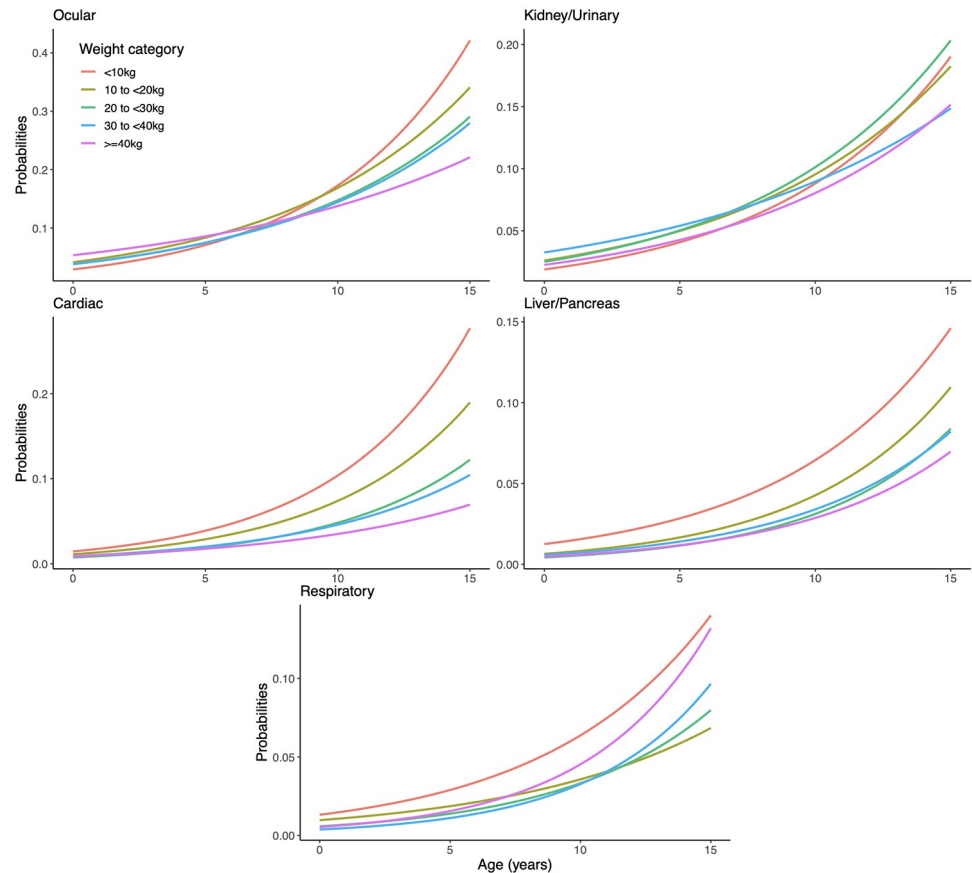 Ocular
Weight category
<10kg
10 to <20kg
20 to <30kg
30 to <40kg
>=40kg
Probabilities
0.4
0.3
0.2
0.1
0 5 10 15
Kidney/Urinary
0.20
0.15
0.10
0.05
0 5 10 15
Cardiac
Probabilities
0.2
0.1
0.0
0 5 10 15
Liver/Pancreas
0.15
0.10
0.05
0.00
0 5 10 15
Respiratory
Probabilities
0.10
0.05
0.00
0 5 10 15
Age (years)